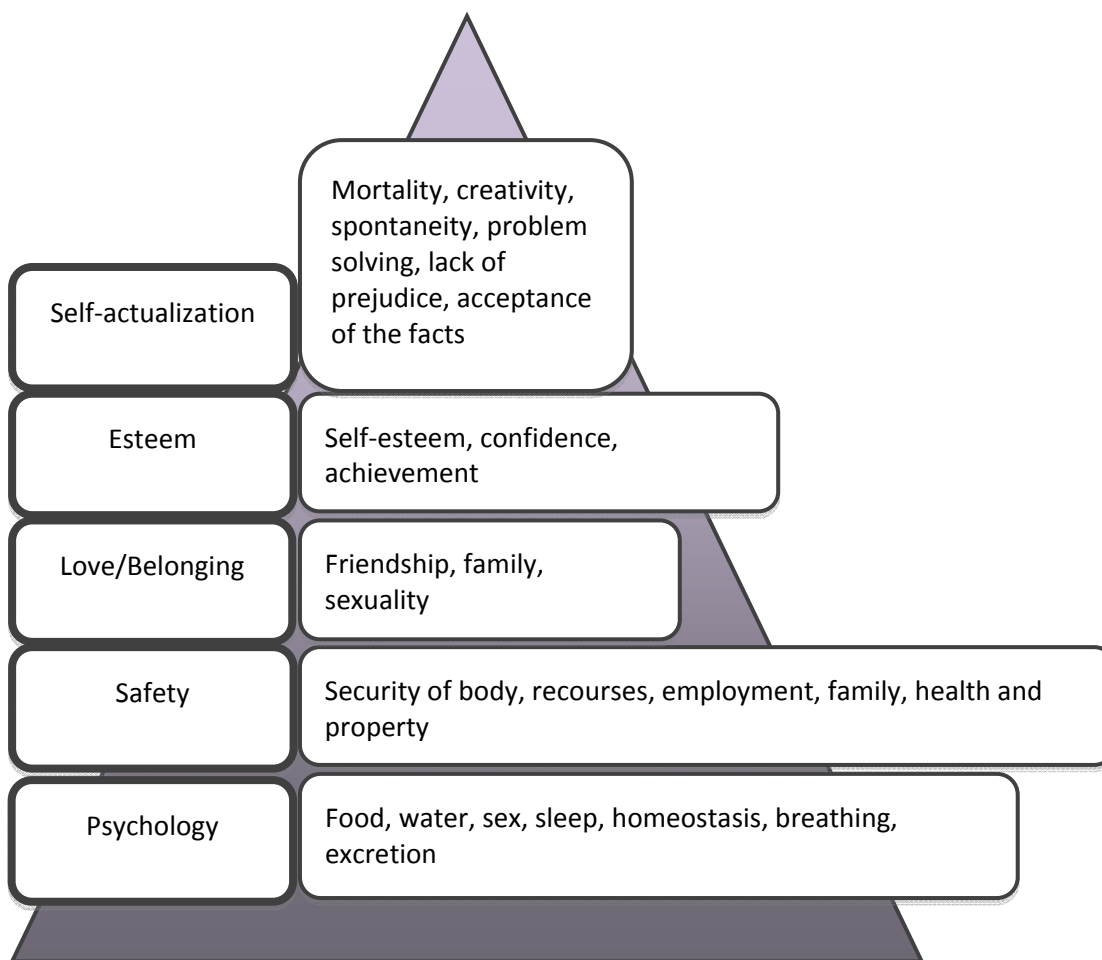 Mortality, creativity,
spontaneity, problem
solving, lack of
prejudice, acceptance
of the facts
Self-actualization
Esteem
Self-esteem, confidence,
achievement
Love/Belonging
Friendship, family,
sexuality
Safety
Security of body, recourses, employment, family, health and
property
Psychology
Food, water, sex, sleep, homeostasis, breathing,
excretion